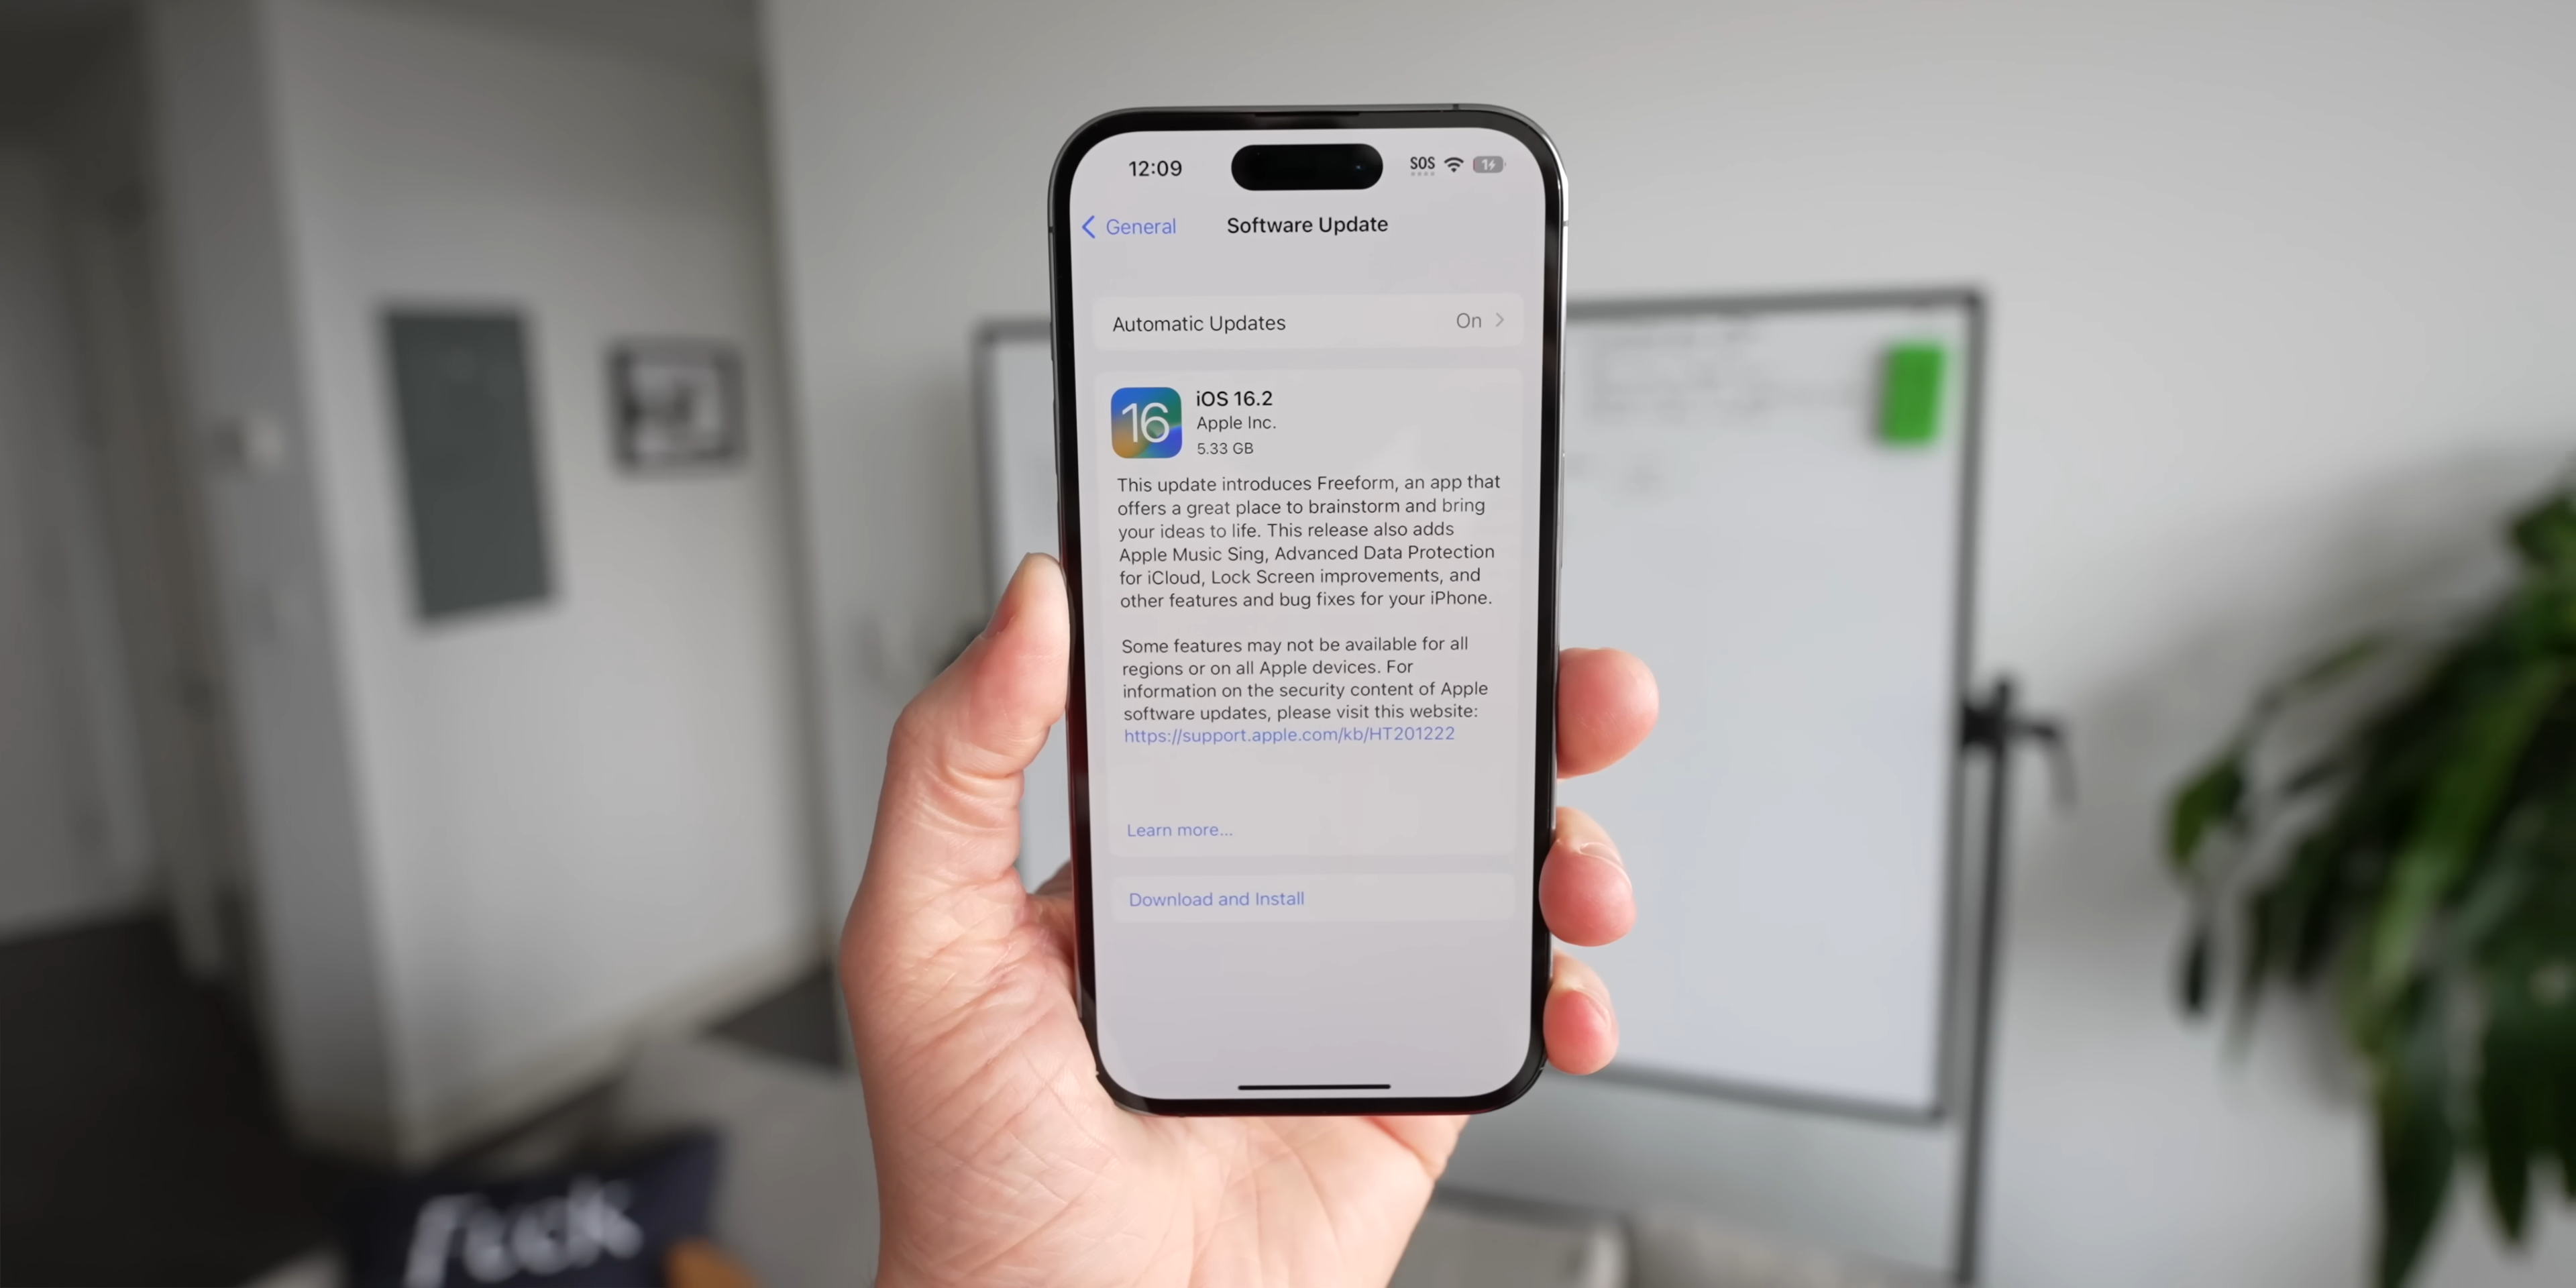 12:09 SOS
General Software Update
Automatic Updates On
16
iOS 16.2
Apple Inc.
5.33 GB
This update introduces Freeform, an app that
offers a great place to brainstorm and bring
your ideas to life. This release also adds
Apple Music Sing, Advanced Data Protection
for iCloud, Lock Screen improvements, and
other features and bug fixes for your iPhone.
Some features may not be available for all
regions or on all Apple devices. For
information on the security content of Apple
software updates, please visit this website:
https://support.apple.com/kb/HT201222
Learn more...
Download and Install